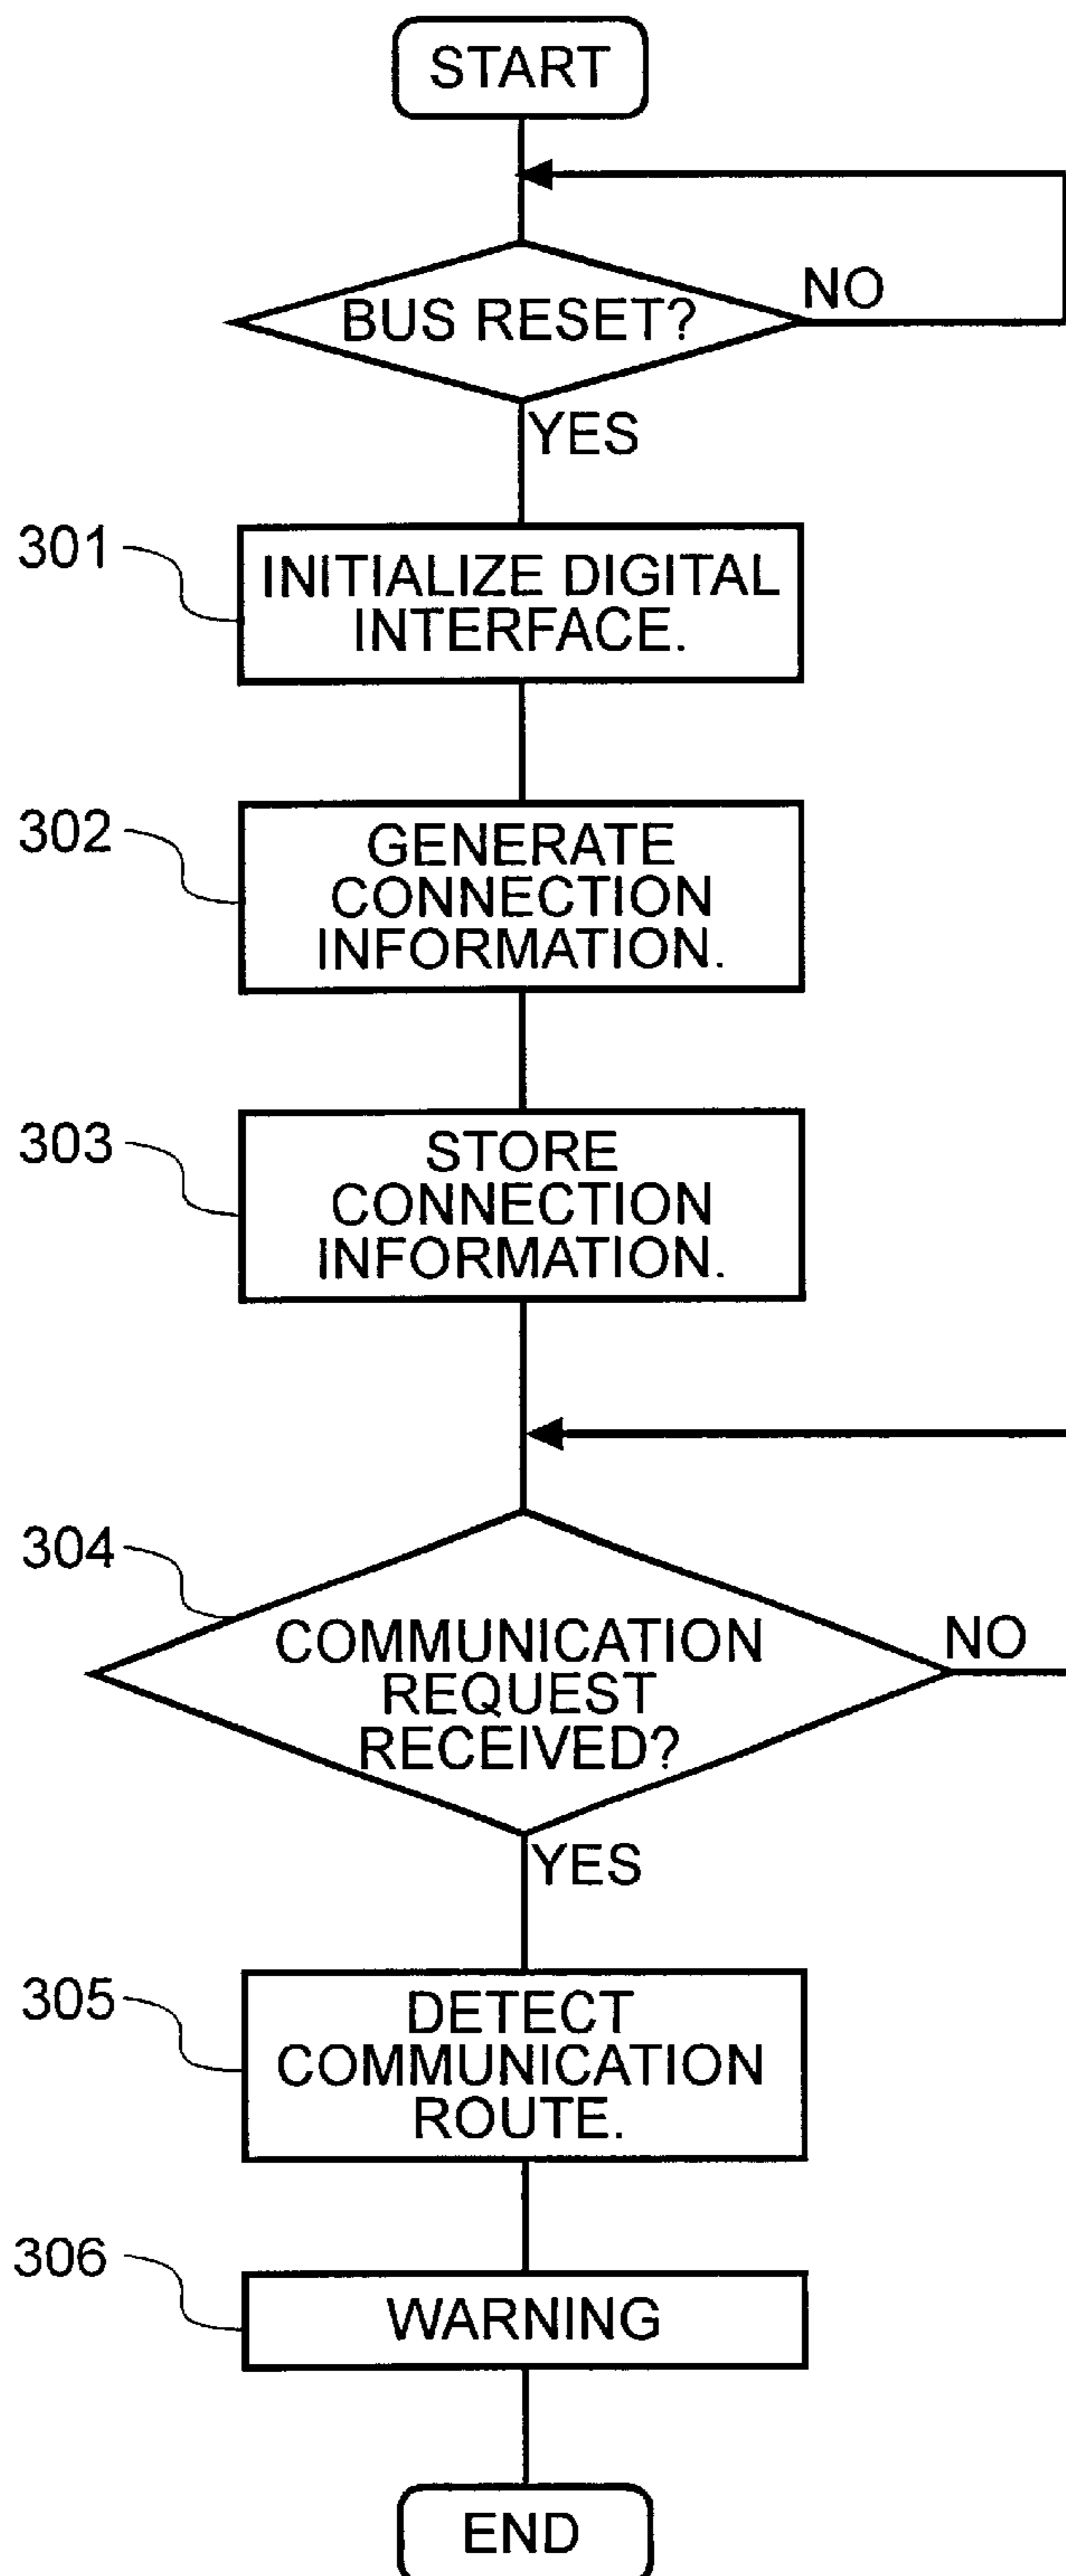 START
BUS RESET?
NO
YES
301
INITIALIZE DIGITAL
INTERFACE.
302
GENERATE
CONNECTION
INFORMATION.
303
STORE
CONNECTION
INFORMATION.
304
COMMUNICATION
REQUEST
RECEIVED?
NO
YES
305
DETECT
COMMUNICATION
ROUTE.
306
WARNING
END